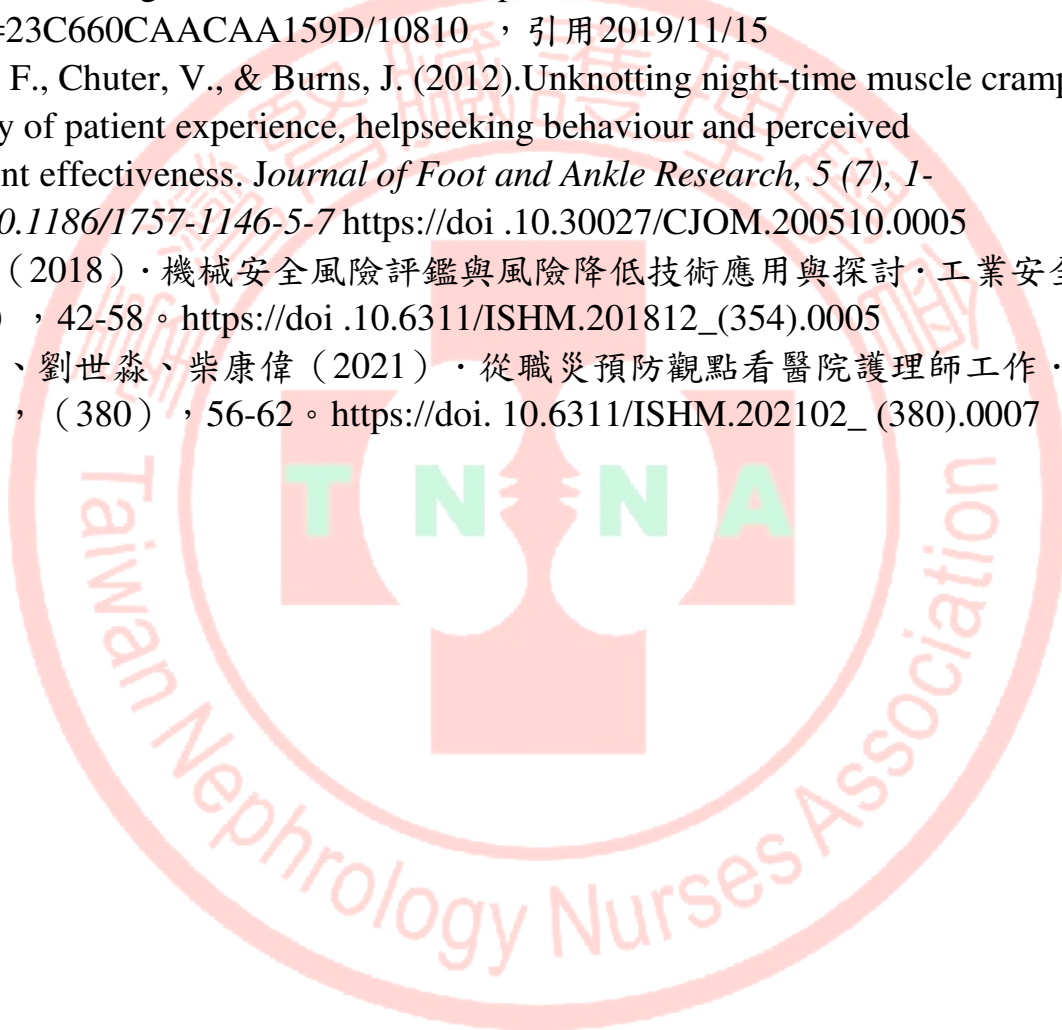 =23C660CAACAA159D/10810 ，引用2019/11/15
F., Chuter, V., & Burns, J. (2012).Unknotting night-time muscle cramp
y of patient experience, helpseeking behaviour and perceived
nt effectiveness. Journal of Foot and Ankle Research, 5 (7), 1-
0.1186/1757-1146-5-7 https://doi .10.30027/CJOM.200510.0005
（2018）．機械安全風險評鑑與風險降低技術應用與探討．工業安全
），42-58。https://doi .10.6311/ISHM.201812_(354).0005
、劉世淼、柴康偉（2021）．從職災預防觀點看醫院護理師工作．
，（380），56-62。https://doi. 10.6311/ISHM.202102_ (380).0007
TNNA
Taiwan Nephrology Nurses Association